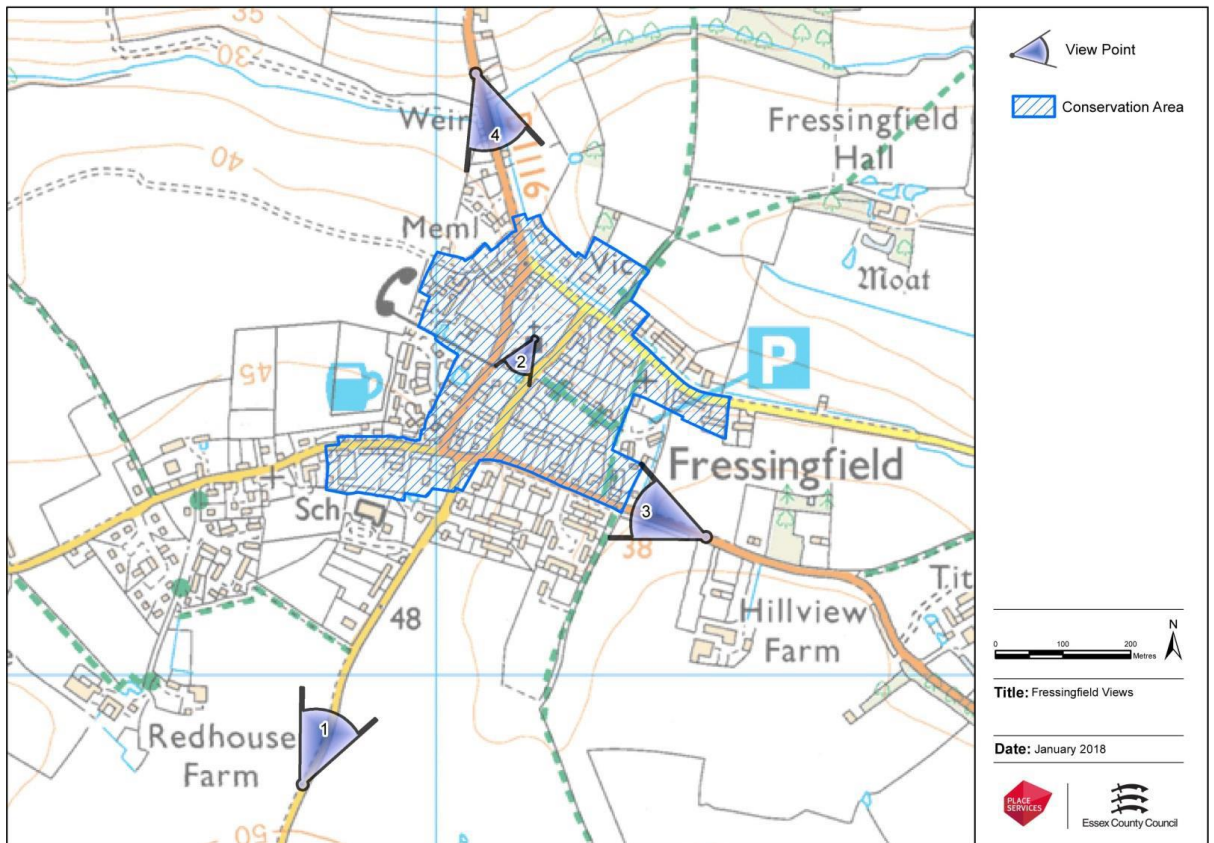 35
30
Weir
4
B1116
40
Fressingfield
Hall
Meml
Vic
Moat
2
45
P
Fressingfield
Sch
3
38
Tit
48
Hillview
Farm
1
Redhouse
Farm
50
View Point
Conservation Area
N
0 100 200
Metres
Title: Fressingfield Views
Date: January 2018
PLACE
SERVICES
Essex County Council